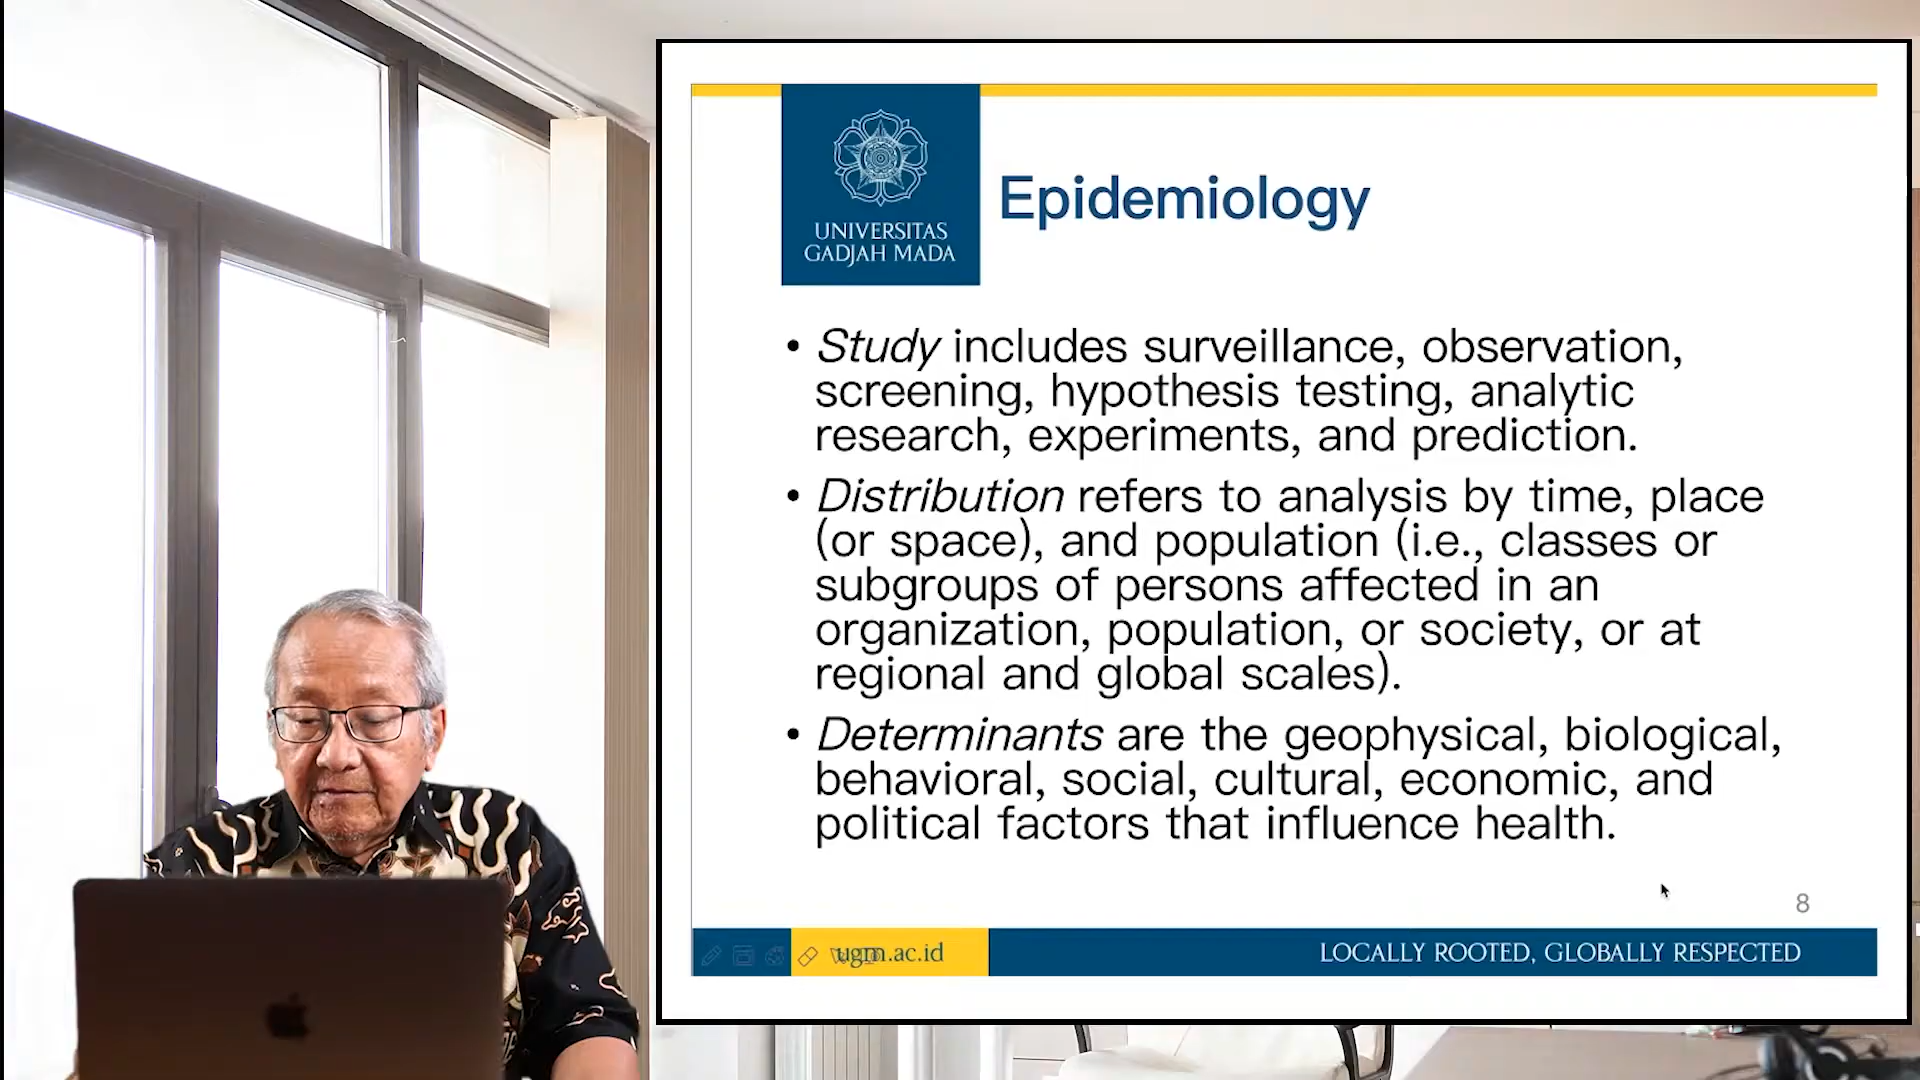 UNIVERSITAS
GADJAH MADA
Epidemiology
• Study includes surveillance, observation,
screening, hypothesis testing, analytic
research, experiments, and prediction.
• Distribution refers to analysis by time, place
(or space), and population (i.e., classes or
subgroups of persons affected in an
organization, population, or society, or at
regional and global scales).
• Determinants are the geophysical, biological,
behavioral, social, cultural, economic, and
political factors that influence health.
8
ugm.ac.id
LOCALLY ROOTED, GLOBALLY RESPECTED